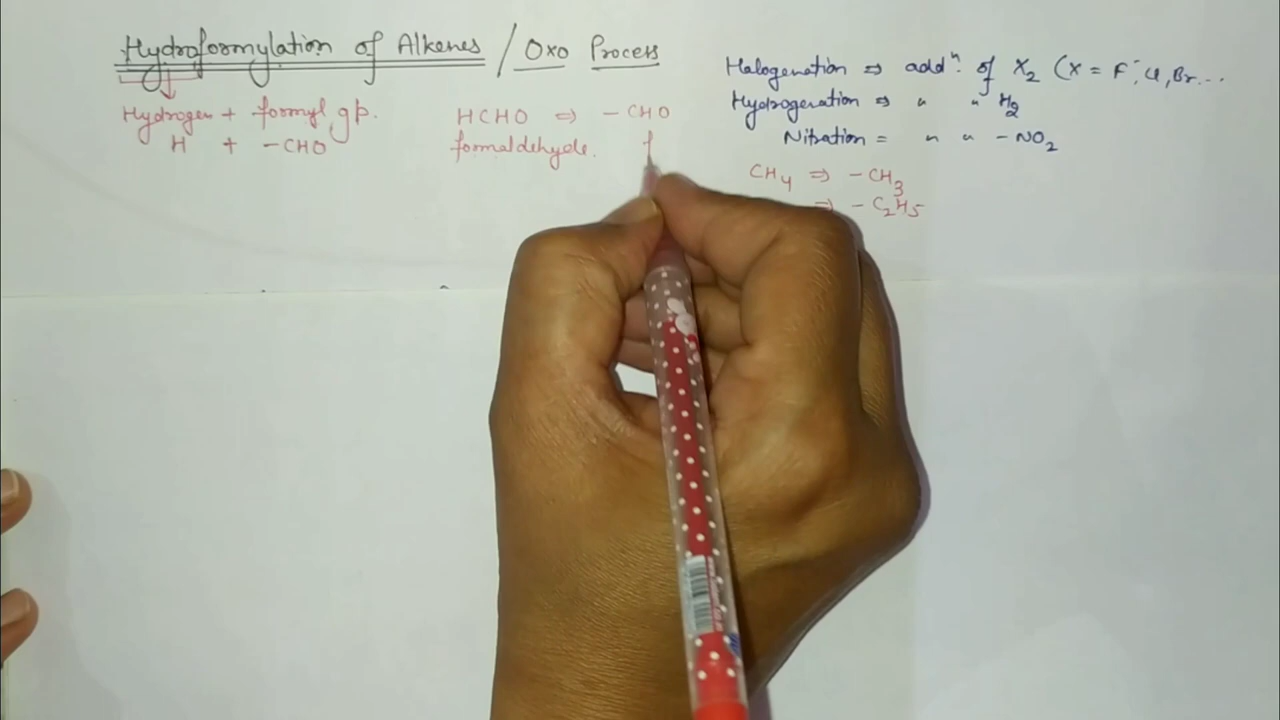 Hydroformylation of Alkenes / Oxo Process
Hydrogen + formyl gp.
H + -CHO
HCHO ⇒ -CHO
formaldehyde. f
Halogenation ⇒ addⁿ. of X₂ (X = F, Cl, Br...
Hydrogenation ⇒ " " H₂
Nitration = " " -NO₂
CH₄ ⇒ -CH₃
⇒ -C₂H₅